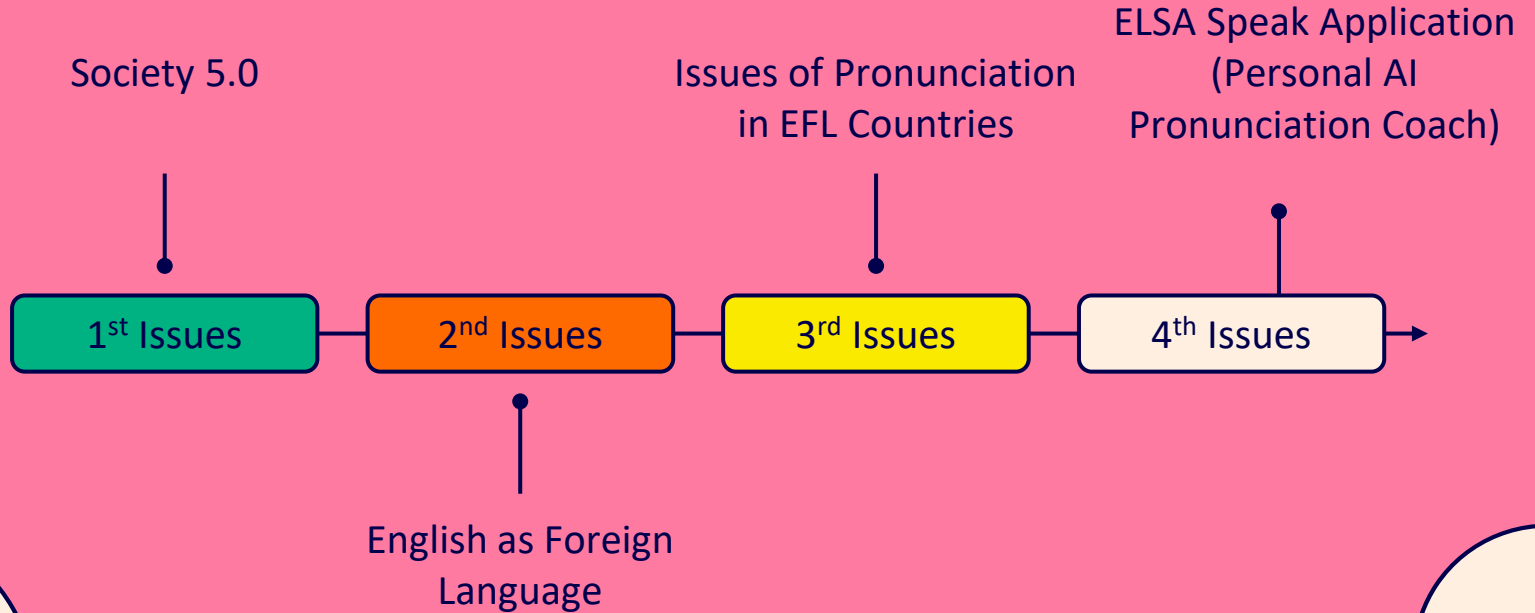 Society 5.0
Issues of Pronunciation
in EFL Countries
ELSA Speak Application
(Personal AI
Pronunciation Coach)
1st Issues
2nd Issues
3rd Issues
4th Issues
English as Foreign
Language